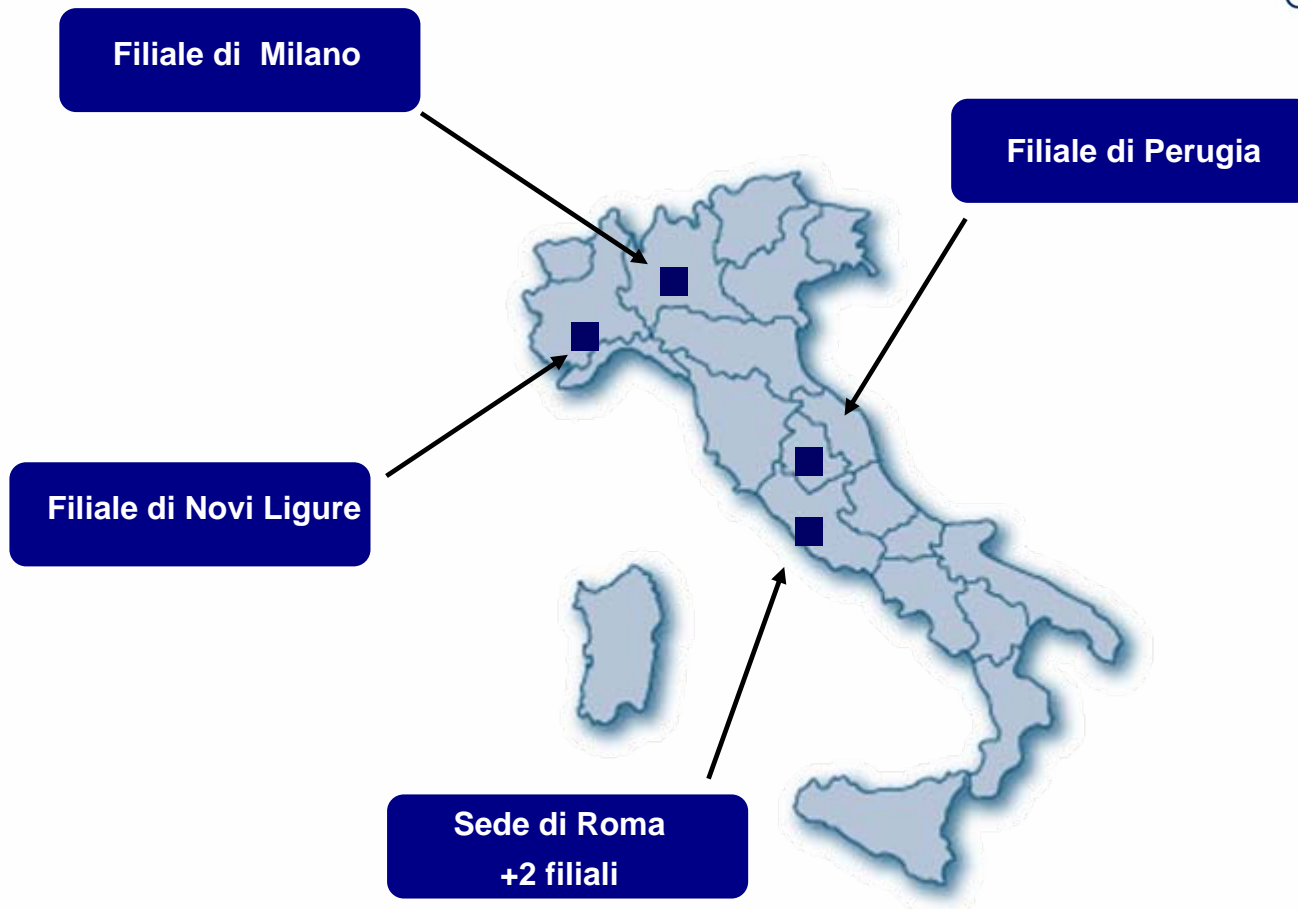 Filiale di Milano
Filiale di Perugia
Filiale di Novi Ligure
Sede di Roma
+2 filiali